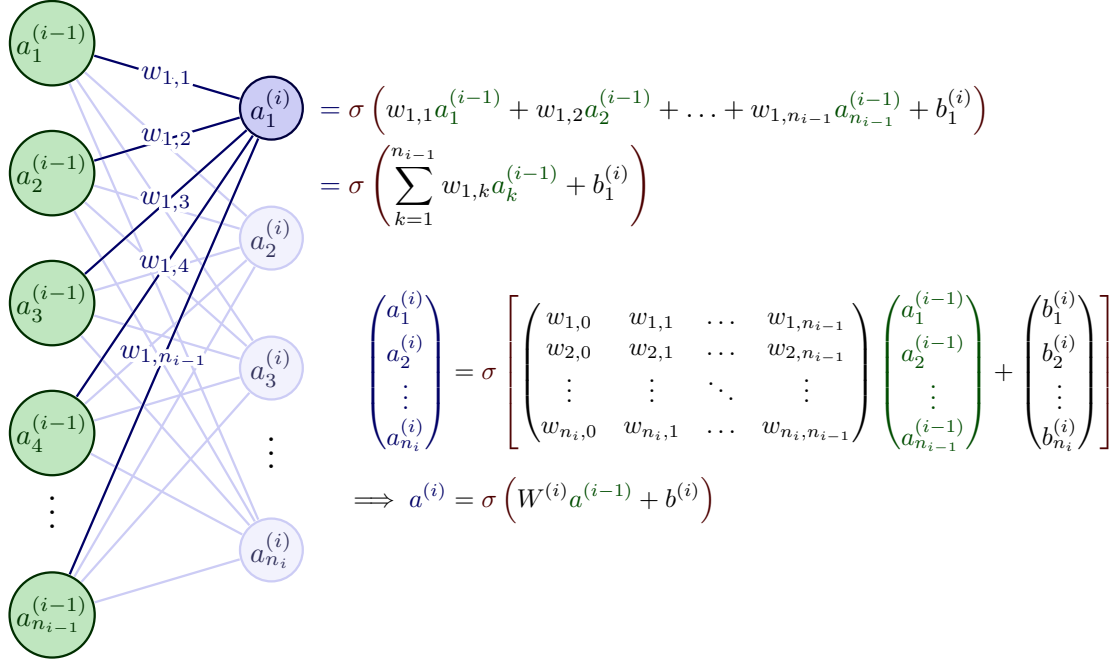 a_1^{(i-1)}
a_2^{(i-1)}
a_3^{(i-1)}
a_4^{(i-1)}
⋮
a_{n_{i-1}}^{(i-1)}
w_{1,1}
w_{1,2}
w_{1,3}
w_{1,4}
w_{1,n_{i-1}}
a_1^{(i)}
a_2^{(i)}
a_3^{(i)}
⋮
a_{n_i}^{(i)}
= σ ( w_{1,1} a_1^{(i-1)} + w_{1,2} a_2^{(i-1)} + … + w_{1,n_{i-1}} a_{n_{i-1}}^{(i-1)} + b_1^{(i)} )
= σ ( ∑_{k=1}^{n_{i-1}} w_{1,k} a_k^{(i-1)} + b_1^{(i)} )
( a_1^{(i)} a_2^{(i)} ⋮ a_{n_i}^{(i)} ) = σ [ (
w_{1,0} w_{1,1} … w_{1,n_{i-1}}
w_{2,0} w_{2,1} … w_{2,n_{i-1}}
⋮ ⋮ ⋱ ⋮
w_{n_i,0} w_{n_i,1} … w_{n_i,n_{i-1}}
) ( a_1^{(i-1)} a_2^{(i-1)} ⋮ a_{n_{i-1}}^{(i-1)} ) + ( b_1^{(i)} b_2^{(i)} ⋮ b_{n_i}^{(i)} ) ]
⟹ a^{(i)} = σ ( W^{(i)} a^{(i-1)} + b^{(i)} )